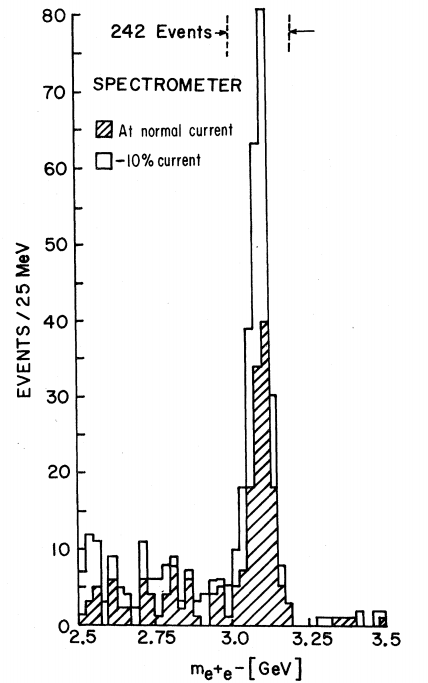 80
242 Events
SPECTROMETER
70
At normal current
-10% current
60
50
EVENTS / 25 MeV
40
30
20
10
0
2.5 2.75 3.0 3.25 3.5
me+e- [GeV]